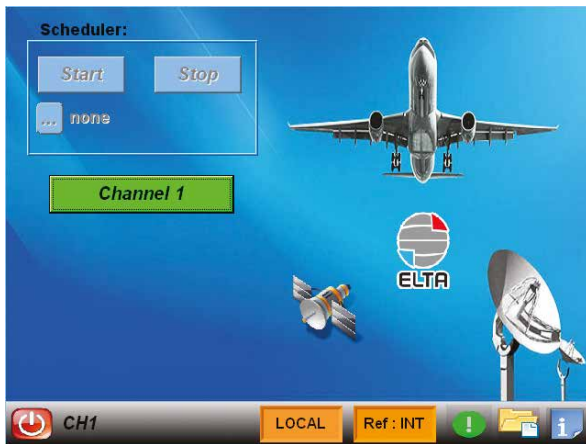 Scheduler:
Start
Stop
... none
Channel 1
ELTA
CH1
LOCAL
Ref : INT
!
i